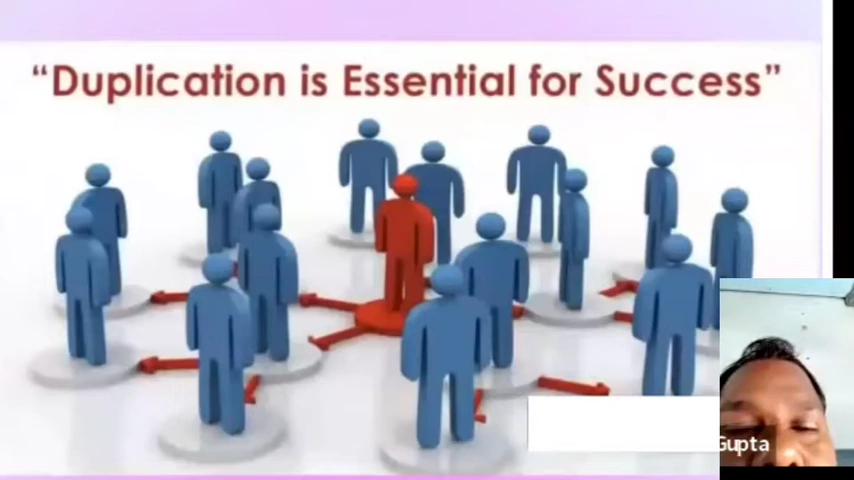 “Duplication is Essential for Success”
Gupta